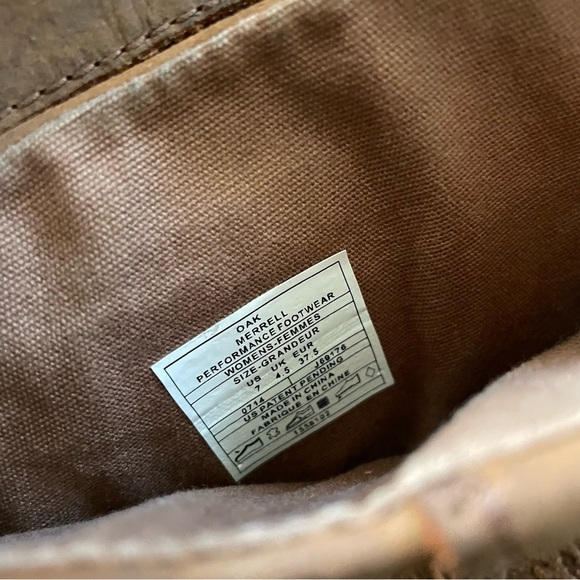 OAK
MERRELL
PERFORMANCE FOOTWEAR
WOMENS-FEMMES
SIZE-GRANDEUR
US UK EUR
7 4.5 37.5
0714 J69176
US PATENT PENDING
MADE IN CHINA
FABRIQUE EN CHINE